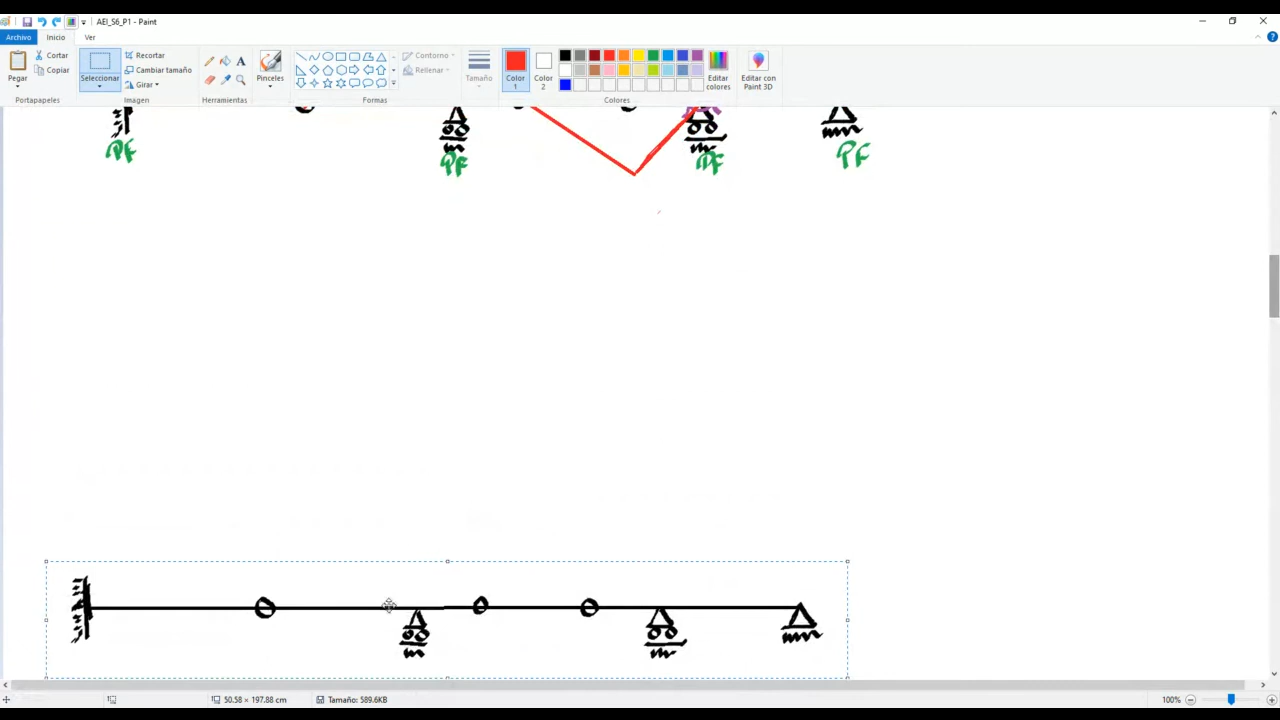 AEI_S6_P1 - Paint
Archivo Inicio Ver
Pegar
Cortar
Copiar
Portapapeles
Seleccionar
Recortar
Cambiar tamaño
Girar
Imagen
A
Herramientas
Pinceles
Contorno
Rellenar
Formas
Tamaño
Color 1
Color 2
Editar colores
Colores
Editar con Paint 3D
PF PF PF PF
50.58 × 197.88 cm
Tamaño: 589.6KB
100%